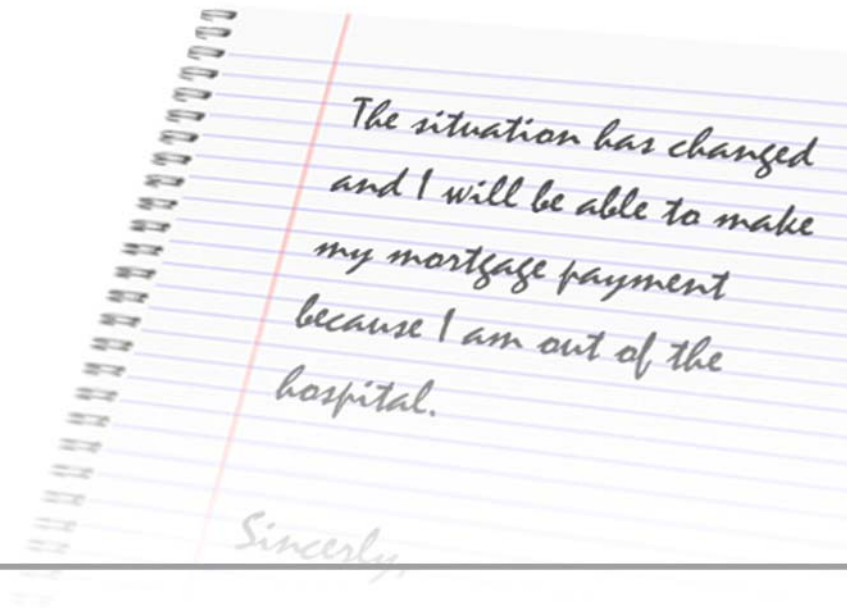 The situation has changed
and I will be able to make
my mortgage payment
because I am out of the
hospital.
Sincerly,